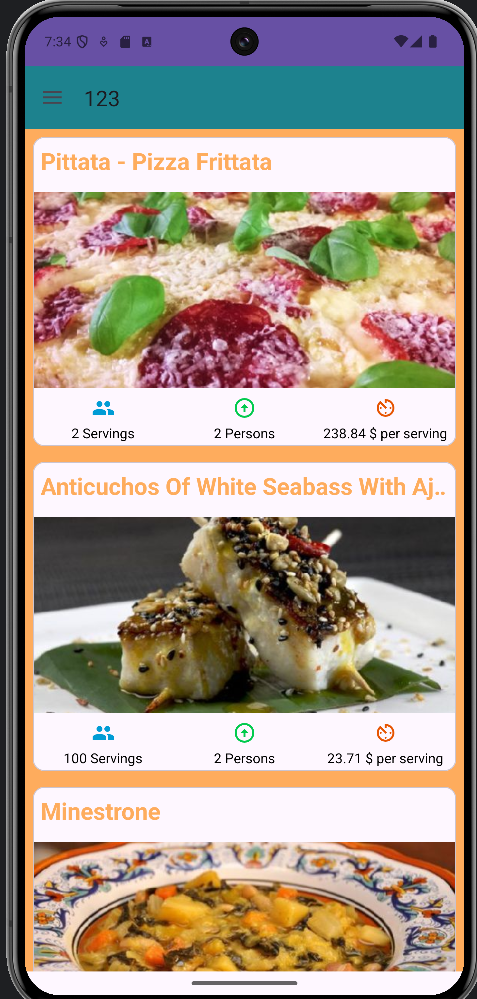 7:34
123
Pittata - Pizza Frittata
2 Servings
2 Persons
238.84 $ per serving
Anticuchos Of White Seabass With Aj..
100 Servings
2 Persons
23.71 $ per serving
Minestrone